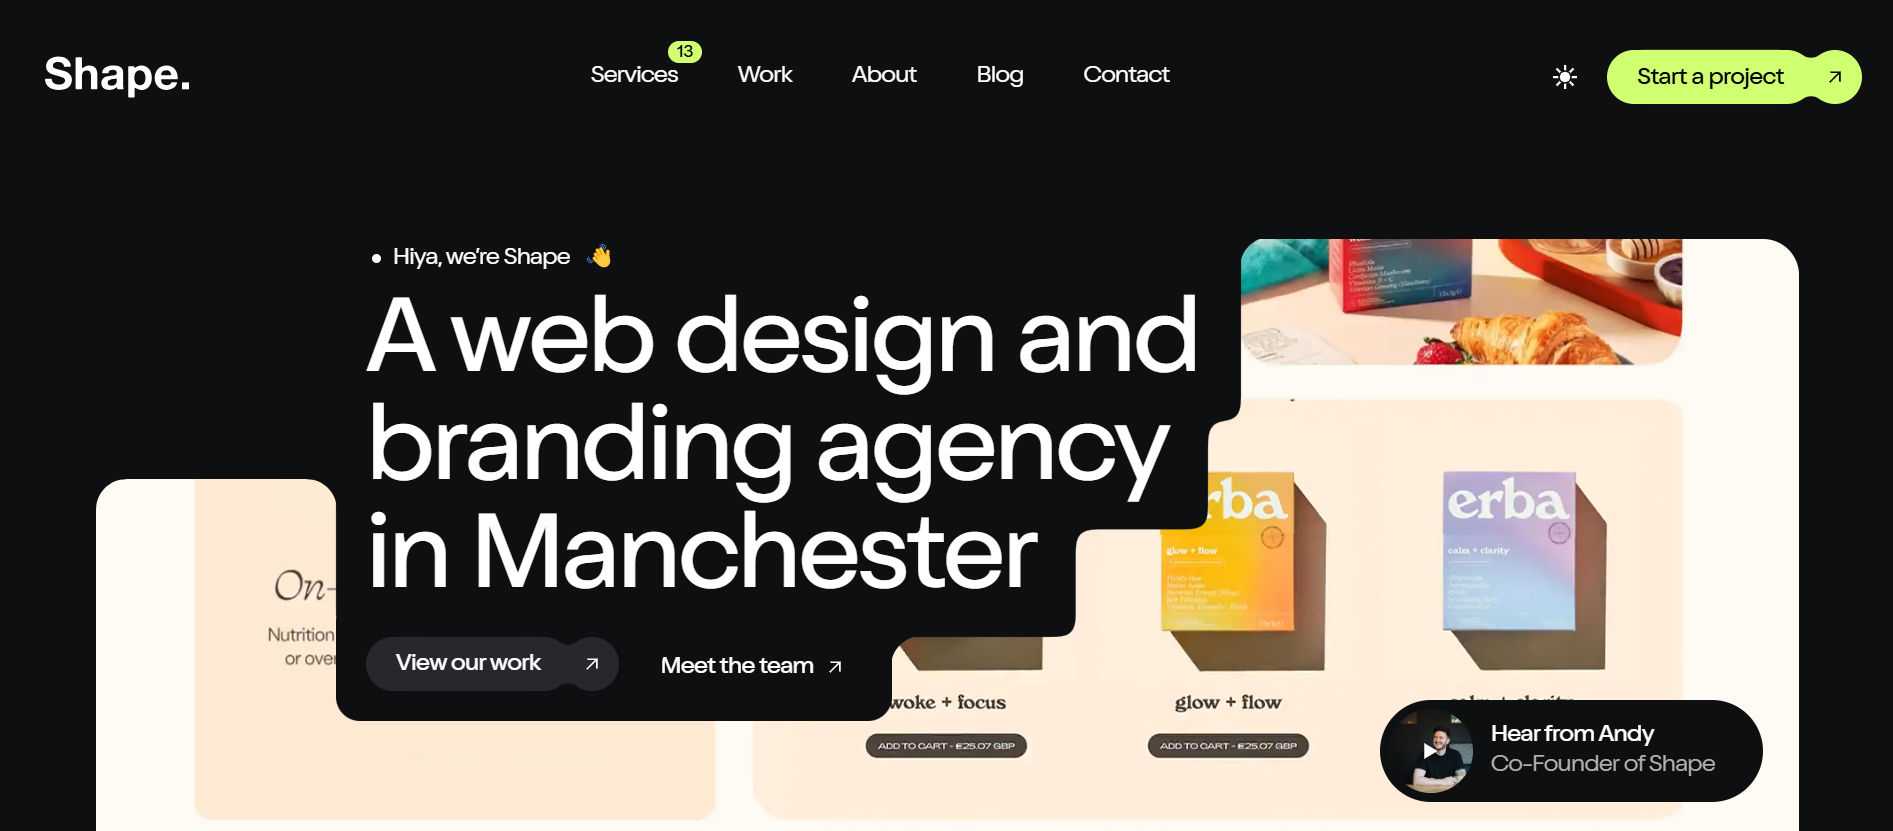 Shape.
Services
13
Work
About
Blog
Contact
Start a project
Hiya, we're Shape
A web design and
branding agency
in Manchester
View our work
Meet the team
On-
Nutrition
or over
erba
glow + flow
erba
calm + clarity
woke + focus
glow + flow
ADD TO CART - £25.07 GBP
ADD TO CART - £25.07 GBP
Hear from Andy
Co-Founder of Shape